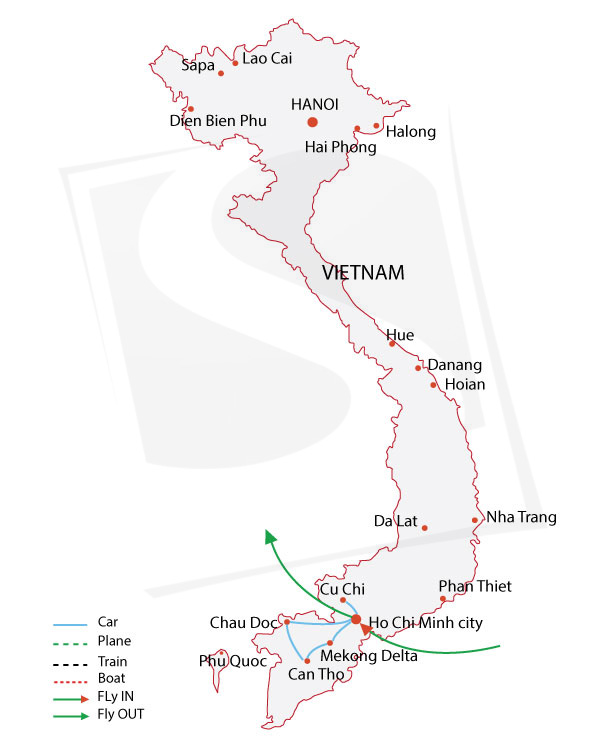 Sapa
Lao Cai
HANOI
Dien Bien Phu
Halong
Hai Phong
VIETNAM
Hue
Danang
Hoian
Nha Trang
Da Lat
Cu Chi
Phan Thiet
Chau Doc
Ho Chi Minh city
Phu Quoc
Mekong Delta
Can Tho
Car
Plane
Train
Boat
FLy IN
Fly OUT